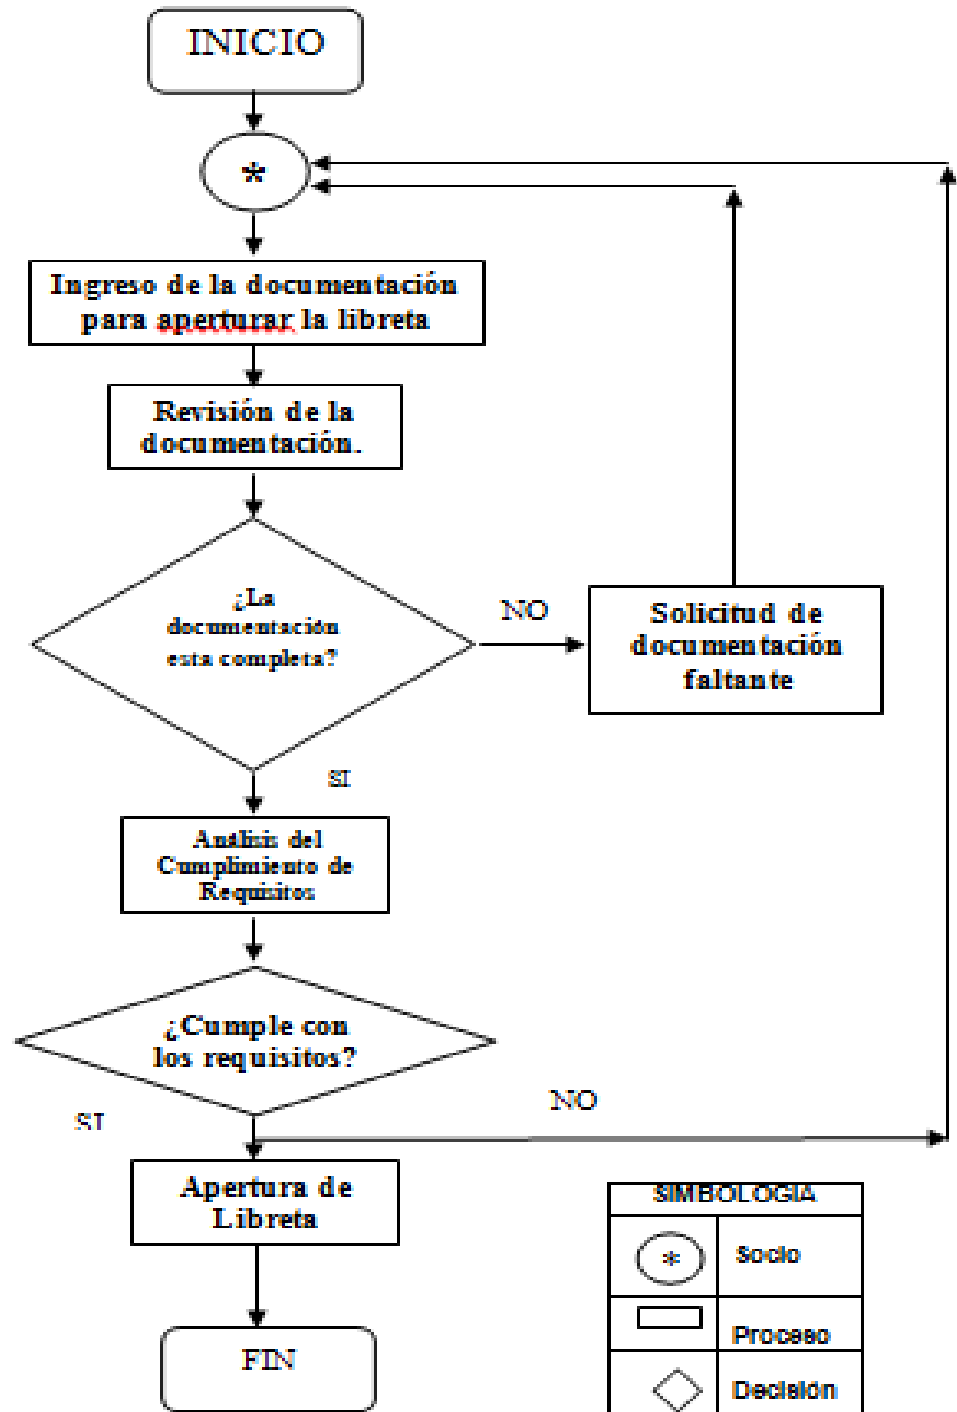 INICIO
*
Ingreso de la documentación
para aperturar la libreta
Revisión de la
documentación.
¿La
documentación
esta completa?
NO
Solicitud de
documentación
faltante
SI
Análisis del
Cumplimiento de
Requisitos
¿Cumple con
los requisitos?
SI
NO
Apertura de
Libreta
FIN
SIMBOLOGIA
* Socio
Proceso
Decisión